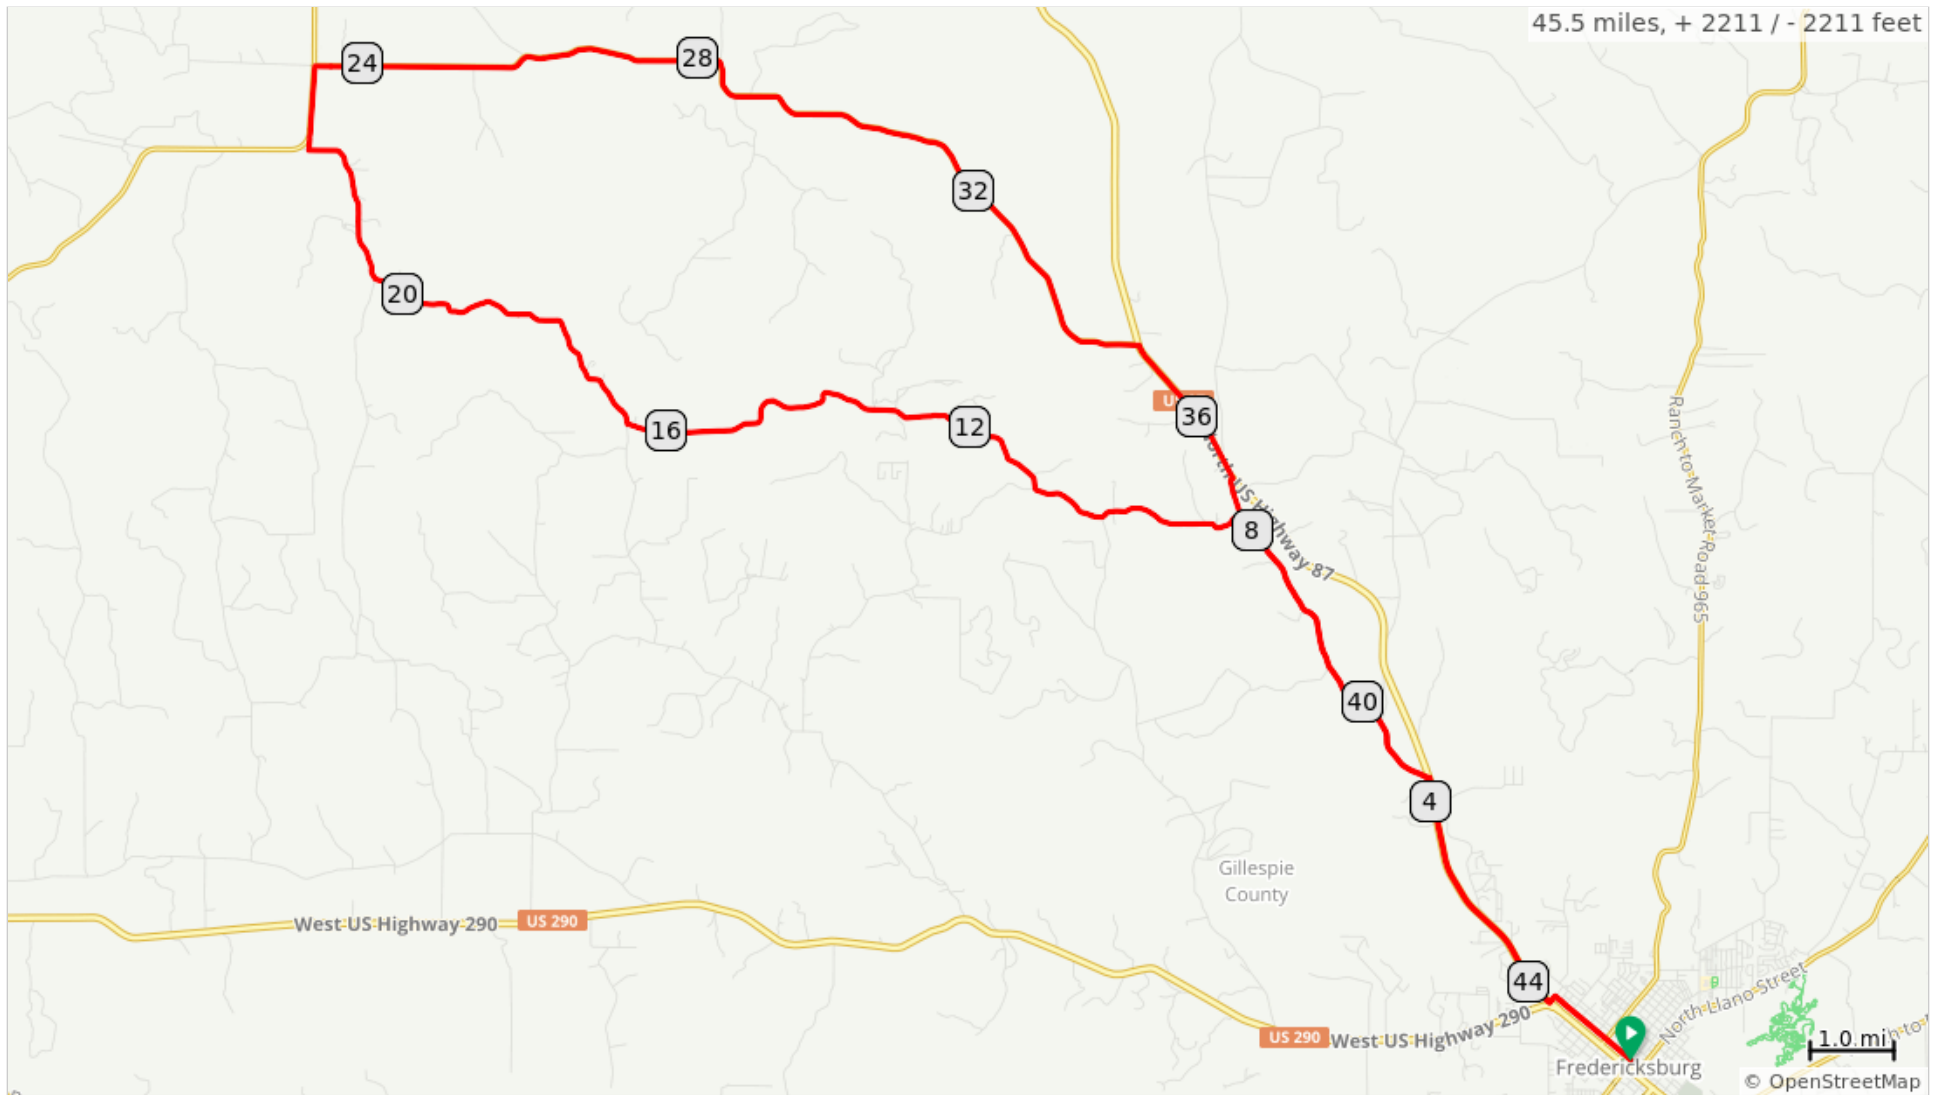 45.5 miles, + 2211 / - 2211 feet
24
28
32
20
36
16
12
North US Highway 87
8
Ranch to Market Road 965
40
4
Gillespie
County
West US Highway 290
US 290
44
North Llano Street
US 290
West US Highway 290
1.0 mi
Fredericksburg
© OpenStreetMap